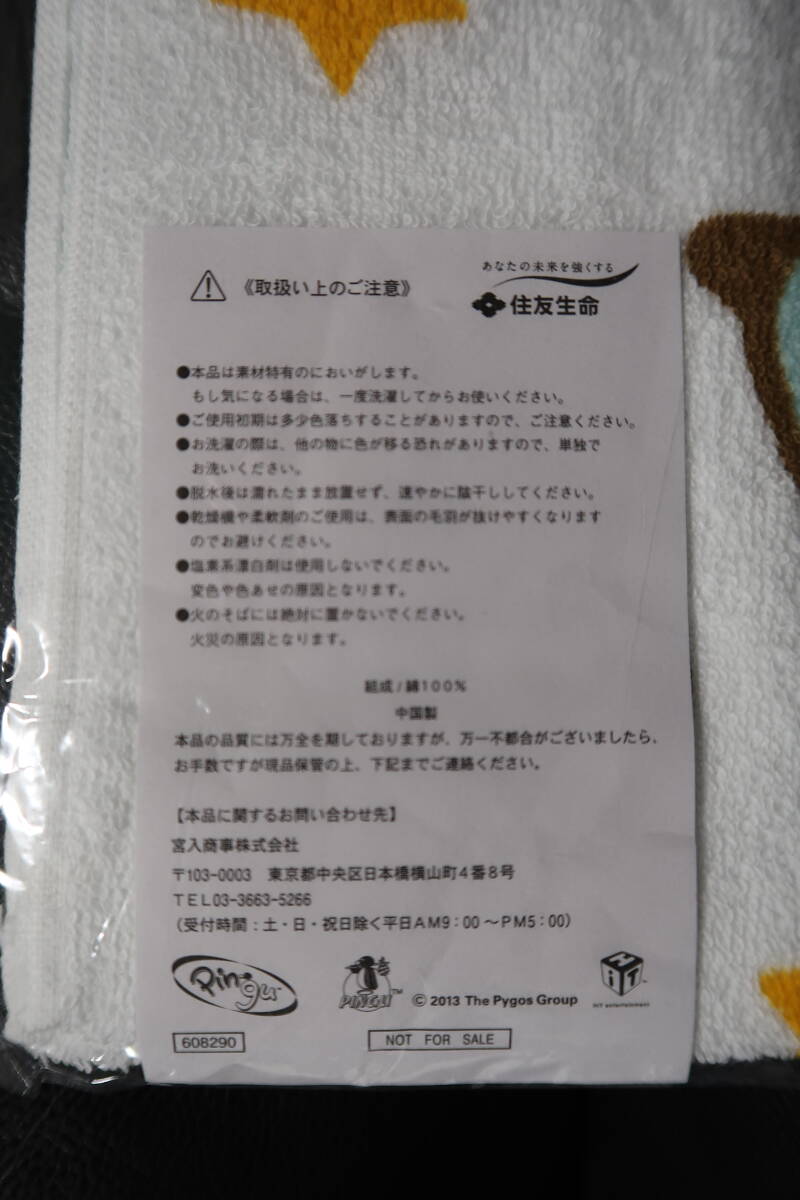 あなたの未来を強くする
《取扱い上のご注意》
住友生命
●本品は素材特有のにおいがします。
もし気になる場合は、一度洗濯してからお使いください。
●ご使用初期は多少色落ちすることがありますので、ご注意ください。
●お洗濯の際は、他の物に色が移る恐れがありますので、単独で
お洗いください。
●脱水後は濡れたまま放置せず、速やかに陰干ししてください。
●乾燥機や柔軟剤のご使用は、表面の毛羽が抜けやすくなります
のでお避けください。
●塩素系漂白剤は使用しないでください。
変色や色あせの原因となります。
●火のそばには絶対に置かないでください。
火災の原因となります。
組成/綿100%
中国製
本品の品質には万全を期しておりますが、万一不都合がございましたら、
お手数ですが現品保管の上、下記までご連絡ください。
【本品に関するお問い合わせ先】
宮入商事株式会社
〒103-0003 東京都中央区日本橋横山町4番8号
TEL03-3663-5266
(受付時間:土・日・祝日除く平日AM9:00~PM5:00)
Pingu
PINGU™ © 2013 The Pygos Group
HiT™
HIT entertainment
608290
NOT FOR SALE